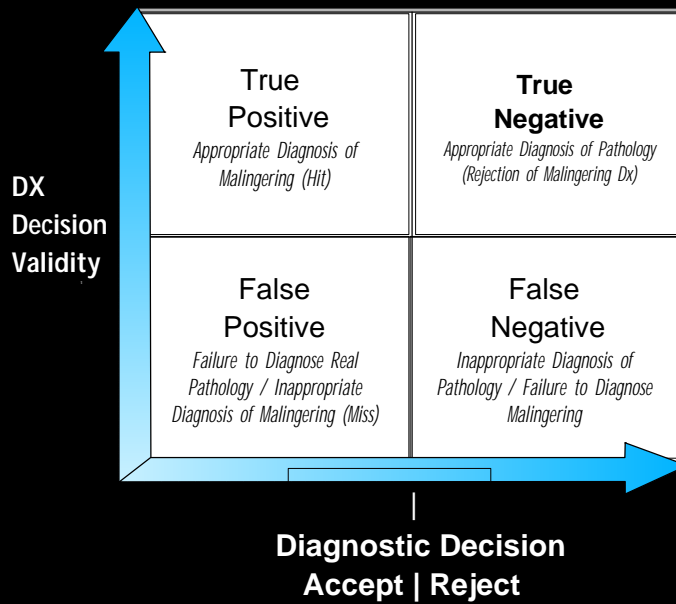 True
Positive
Appropriate Diagnosis of
Malingering (Hit)
True
Negative
Appropriate Diagnosis of Pathology
(Rejection of Malingering Dx)
DX
Decision
Validity
False
Positive
Failure to Diagnose Real
Pathology / Inappropriate
Diagnosis of Malingering (Miss)
False
Negative
Inappropriate Diagnosis of
Pathology / Failure to Diagnose
Malingering
|
Diagnostic Decision
Accept | Reject